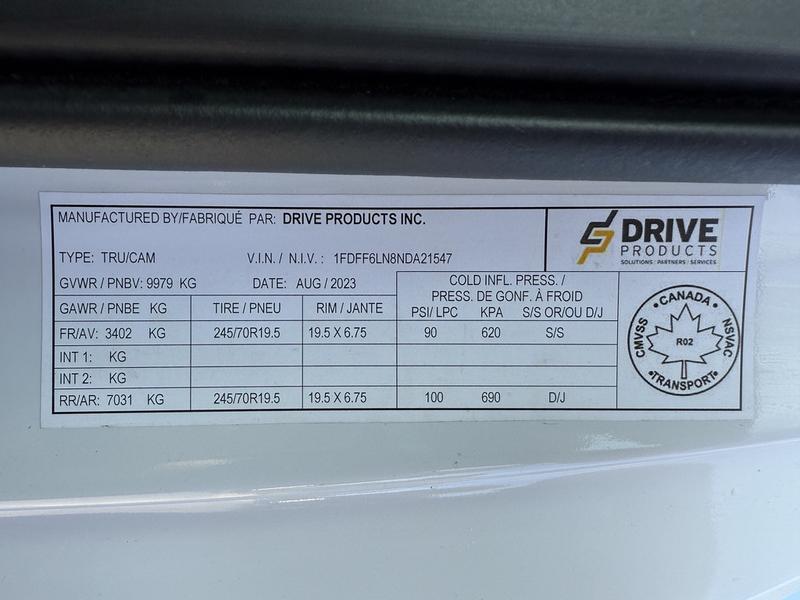 MANUFACTURED BY/FABRIQUÉ PAR: DRIVE PRODUCTS INC.
DRIVE
PRODUCTS
SOLUTIONS | PARTNERS | SERVICES
TYPE: TRU/CAM V.I.N. / N.I.V. : 1FDFF6LN8NDA21547
GVWR / PNBV: 9979 KG DATE: AUG / 2023
COLD INFL. PRESS. /
PRESS. DE GONF. À FROID
GAWR / PNBE KG TIRE / PNEU RIM / JANTE PSI/ LPC KPA S/S OR/OU D/J
FR/AV: 3402 KG 245/70R19.5 19.5 X 6.75 90 620 S/S
INT 1: KG
INT 2: KG
RR/AR: 7031 KG 245/70R19.5 19.5 X 6.75 100 690 D/J
CANADA
CMVSS
R02
NSVAC
TRANSPORT